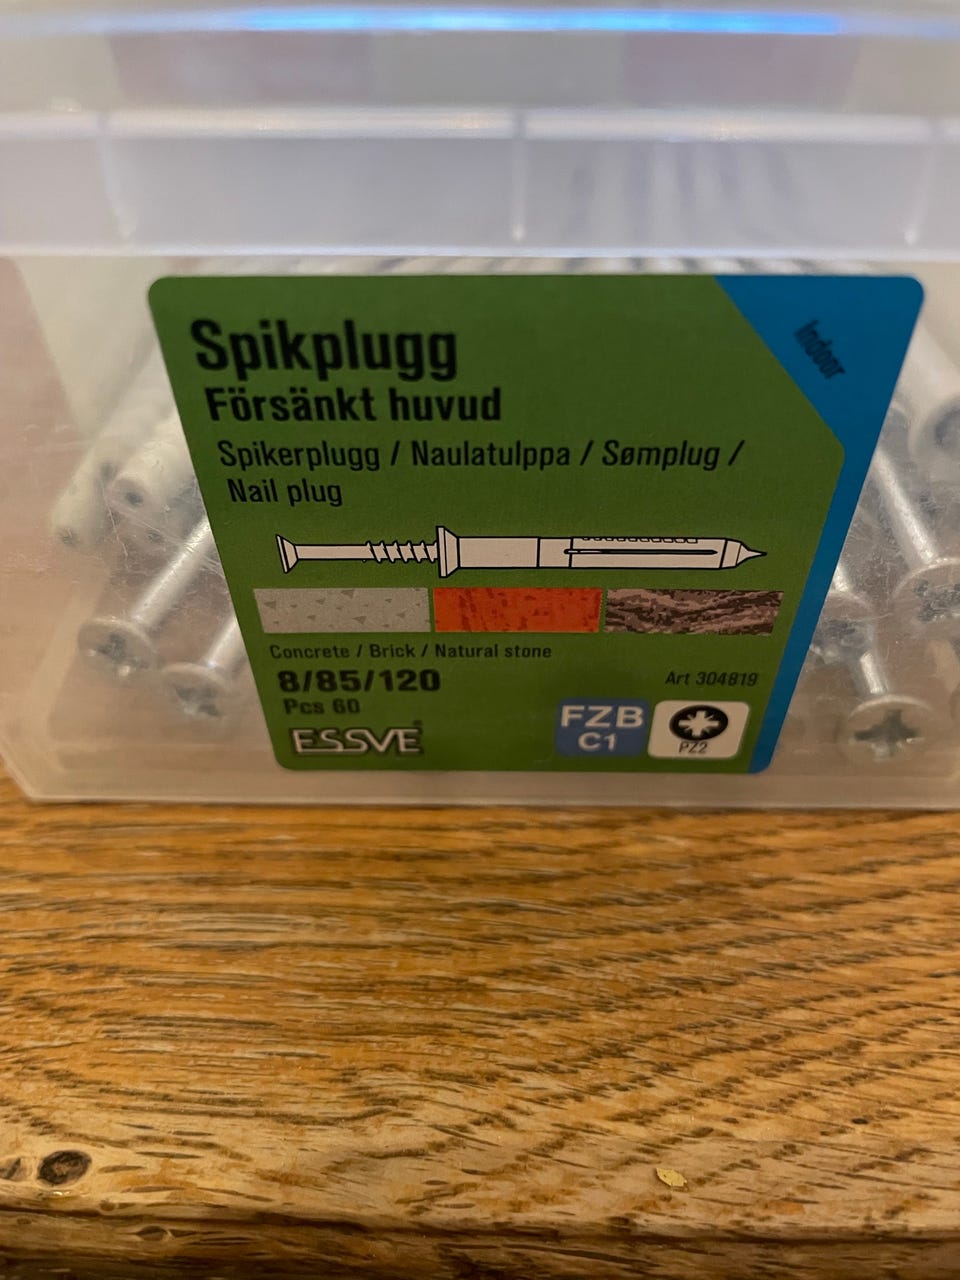 Indoor
Spikplugg
Försänkt huvud
Spikerplugg / Naulatulppa / Sømplug /
Nail plug
Concrete / Brick / Natural stone
8/85/120
Art 304819
Pcs 60
ESSVE®
FZB
C1
PZ2